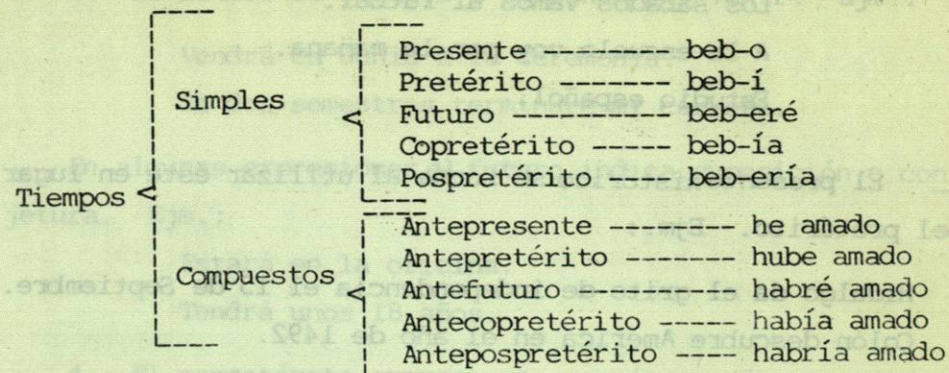 Tiempos
Simples
Presente ------- beb-o
Pretérito ------ beb-í
Futuro --------- beb-eré
Copretérito ----- beb-ía
Pospretérito ---- beb-ería
Compuestos
Antepresente ------ he amado
Antepretérito ------- hube amado
Antefuturo -------- habré amado
Antecopretérito ----- había amado
Antepospretérito ----- habría amado